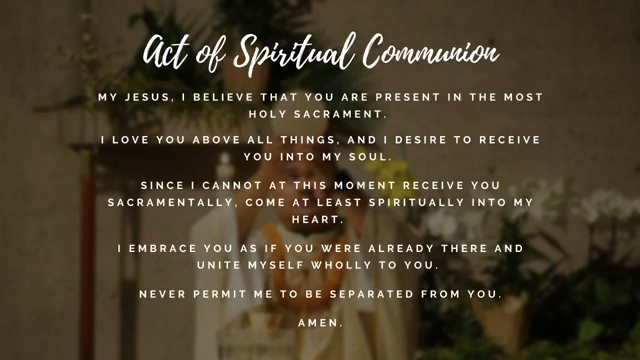 Act of Spiritual Communion
MY JESUS, I BELIEVE THAT YOU ARE PRESENT IN THE MOST
HOLY SACRAMENT.
I LOVE YOU ABOVE ALL THINGS, AND I DESIRE TO RECEIVE
YOU INTO MY SOUL.
SINCE I CANNOT AT THIS MOMENT RECEIVE YOU
SACRAMENTALLY, COME AT LEAST SPIRITUALLY INTO MY
HEART.
I EMBRACE YOU AS IF YOU WERE ALREADY THERE AND
UNITE MYSELF WHOLLY TO YOU.
NEVER PERMIT ME TO BE SEPARATED FROM YOU.
AMEN.